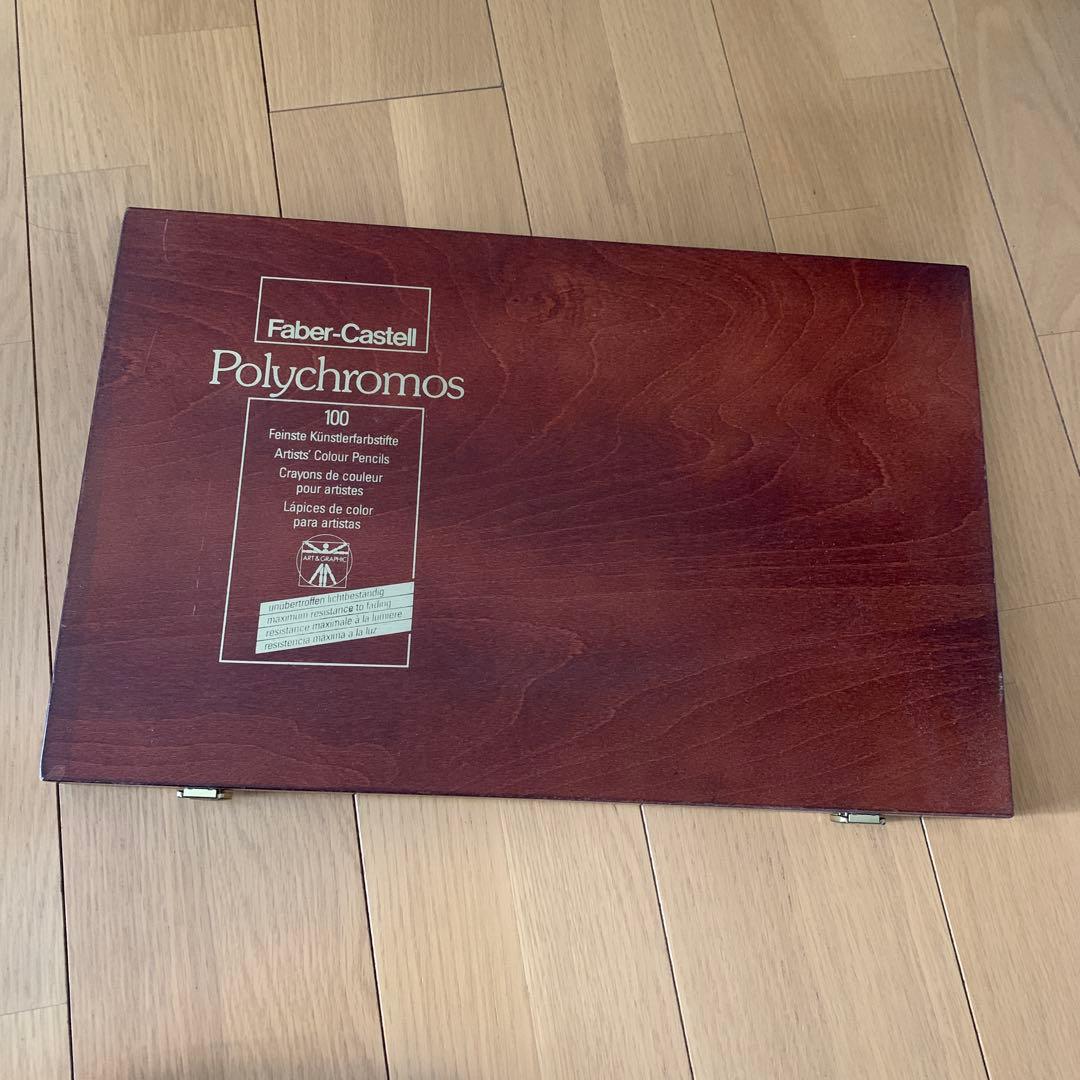 Faber-Castell
Polychromos
100
Feinste Künstlerfarbstifte
Artists' Colour Pencils
Crayons de couleur
pour artistes
Lápices de color
para artistas
ART & GRAPHIC
unübertroffen lichtbeständig
maximum resistance to fading
resistance maximale à la lumière
resistencia máxima a la luz